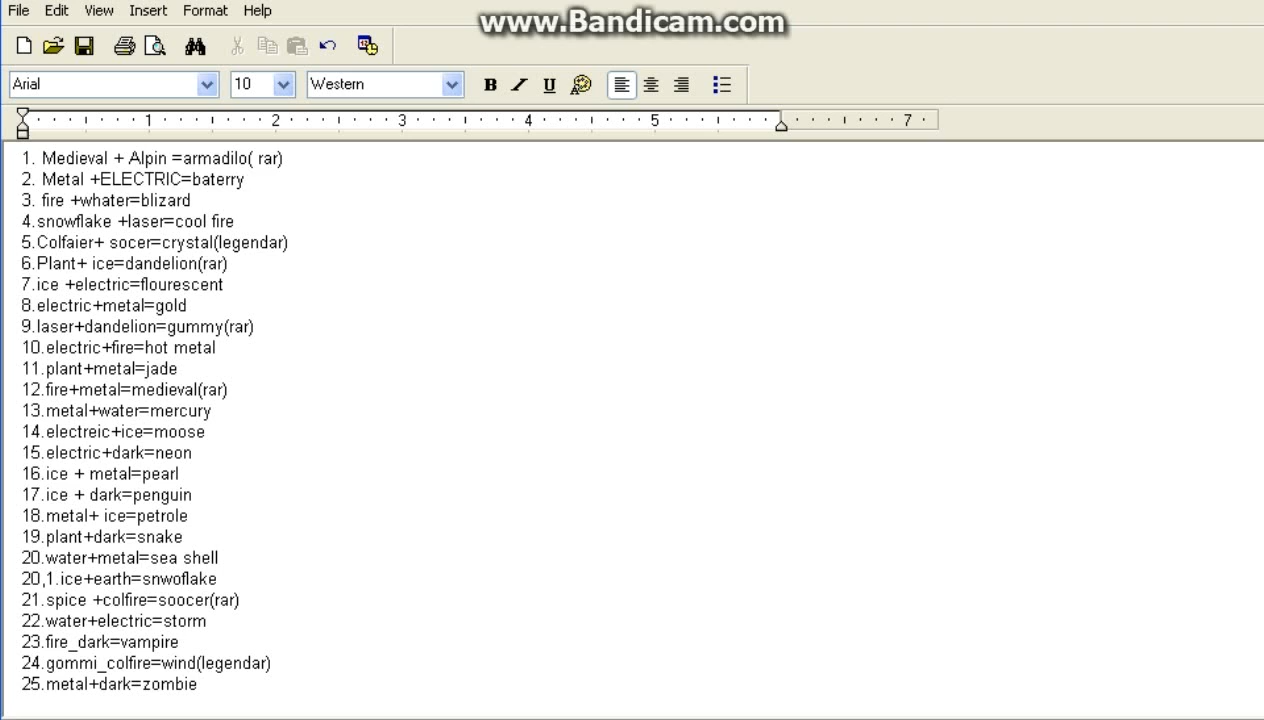 File Edit View Insert Format Help
www.Bandicam.com
Arial 10 Western B I U
1 2 3 4 5 7
1. Medieval + Alpin =armadilo( rar)
2. Metal +ELECTRIC=baterry
3. fire +whater=blizard
4.snowflake +laser=cool fire
5.Colfaier+ socer=crystal(legendar)
6.Plant+ ice=dandelion(rar)
7.ice +electric=flourescent
8.electric+metal=gold
9.laser+dandelion=gummy(rar)
10.electric+fire=hot metal
11.plant+metal=jade
12.fire+metal=medieval(rar)
13.metal+water=mercury
14.electreic+ice=moose
15.electric+dark=neon
16.ice + metal=pearl
17.ice + dark=penguin
18.metal+ ice=petrole
19.plant+dark=snake
20.water+metal=sea shell
20,1.ice+earth=snwoflake
21.spice +colfire=soocer(rar)
22.water+electric=storm
23.fire_dark=vampire
24.gommi_colfire=wind(legendar)
25.metal+dark=zombie